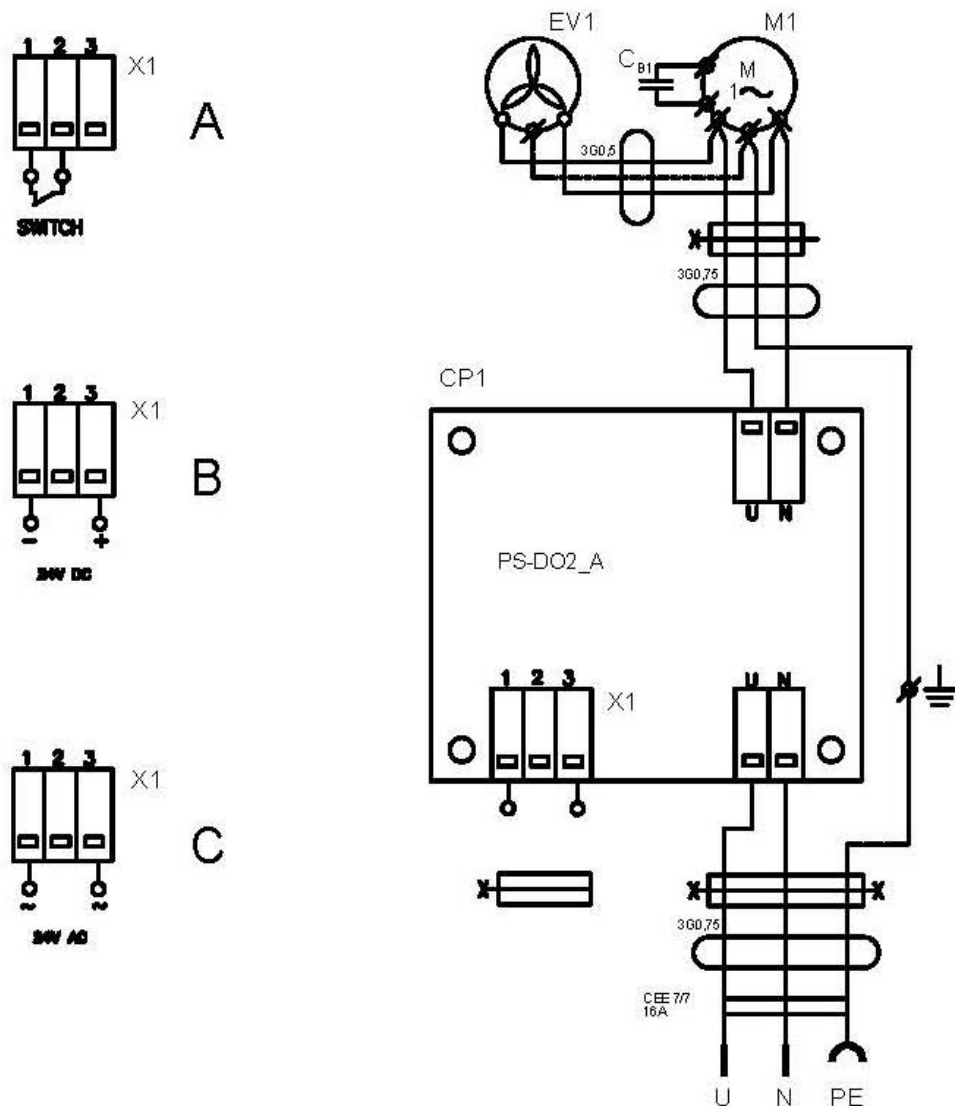 EV1
M1
1 2 3
X1
A
SWITCH
C B1
M
1~
3G0,5
X
3G0,75
CP1
1 2 3
X1
B
- +
24V DC
U N
PS-DO2_A
1 2 3
X1
U N
1 2 3
X1
C
~ ~
24V AC
X
X X
3G0,75
CEE 7/7
16A
U N PE